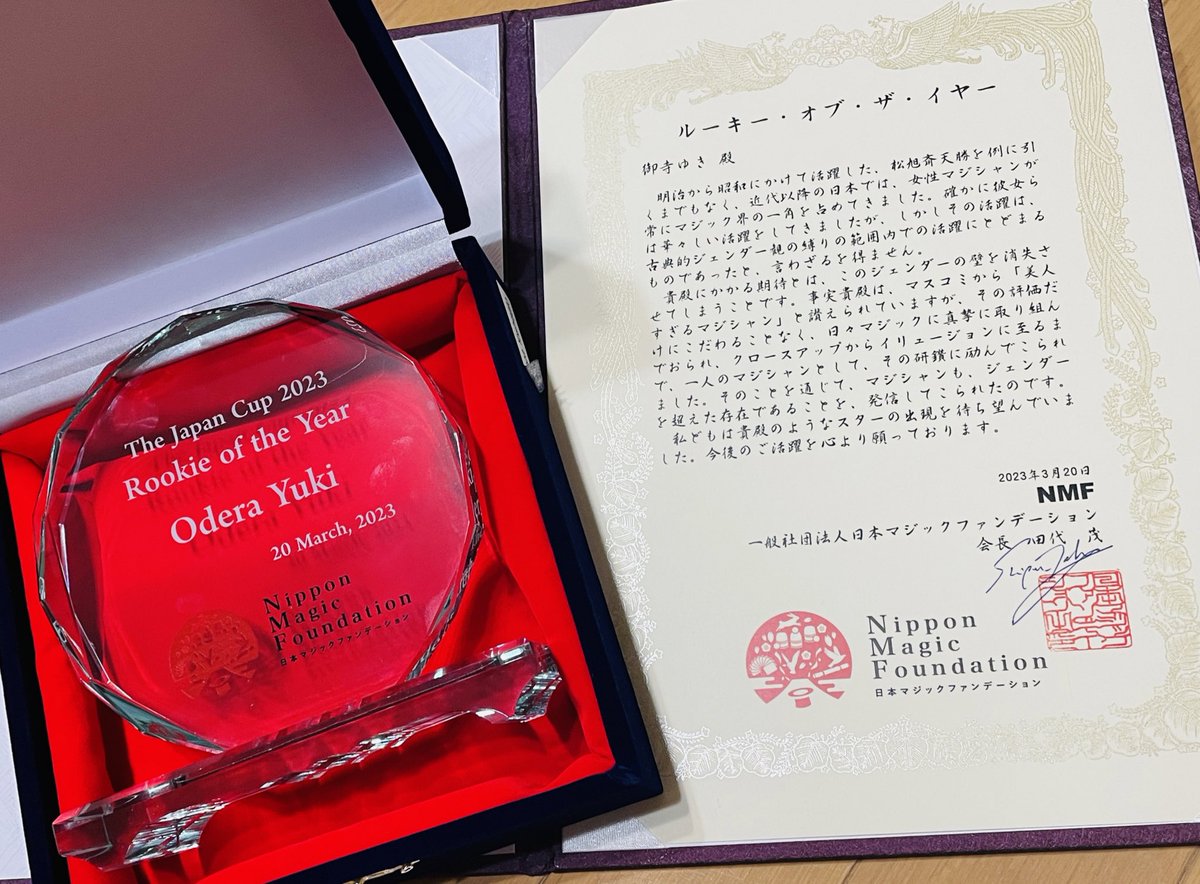 The Japan Cup 2023
Rookie of the Year
Odera Yuki
20 March, 2023
Nippon
Magic
Foundation
日本マジックファンデーション
ルーキー・オブ・ザ・イヤー
御寺ゆき 殿
明治から昭和にかけて活躍した、松旭斎天勝を例に引
くまでもなく、近代以降の日本では、女性マジシャンが
常にマジック界の一角を占めてきました。確かに彼女ら
は華々しい活躍をしてきましたが、しかしその活躍は、
古典的ジェンダー観の縛りの範囲内での活躍にとどまる
ものであったと、言わざるを得ません。
貴殿にかかる期待とは、このジェンダーの壁を消失さ
せてしまうことです。事実貴殿は、マスコミから「美人
すぎるマジシャン」と讃えられていますが、その評価だ
けにこだわることなく、日々マジックに真摯に取り組ん
でおられ、クロースアップからイリュージョンに至るま
で、一人のマジシャンとして、その研鑽に励んでこられ
ました。そのことを通じて、マジシャンも、ジェンダー
を超えた存在であることを、発信してこられたのです。
私どもは貴殿のようなスターの出現を待ち望んでいま
した。今後のご活躍を心より願っております。
2023年3月20日
NMF
一般社団法人日本マジックファンデーション
会長 田代 茂
Nippon
Magic
Foundation
日本マジックファンデーション